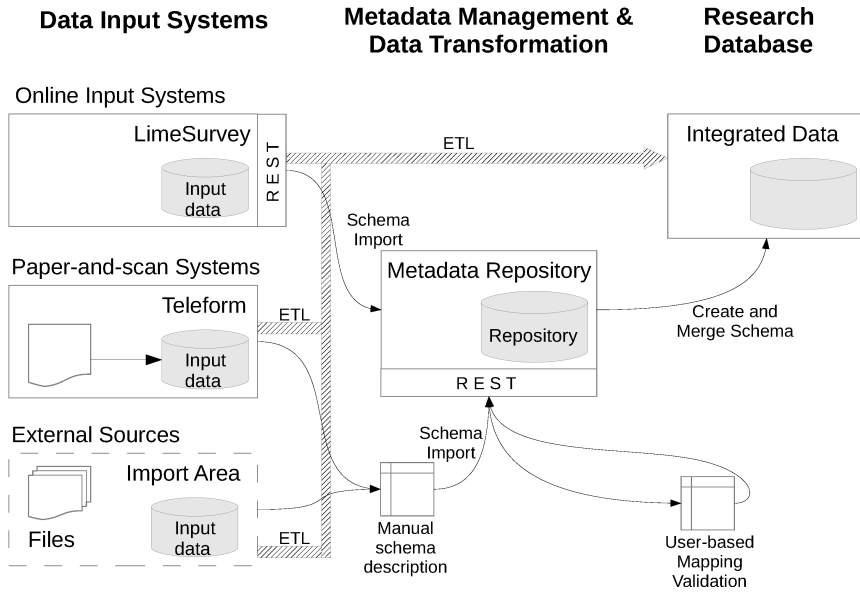 Data Input Systems
Metadata Management &
Data Transformation
Research
Database
Online Input Systems
LimeSurvey
Input
data
REST
ETL
Integrated Data
Schema
Import
Paper-and-scan Systems
Teleform
Input
data
ETL
Metadata Repository
Repository
REST
Create and
Merge Schema
External Sources
Import Area
Files
Input
data
ETL
Schema
Import
Manual
schema
description
User-based
Mapping
Validation